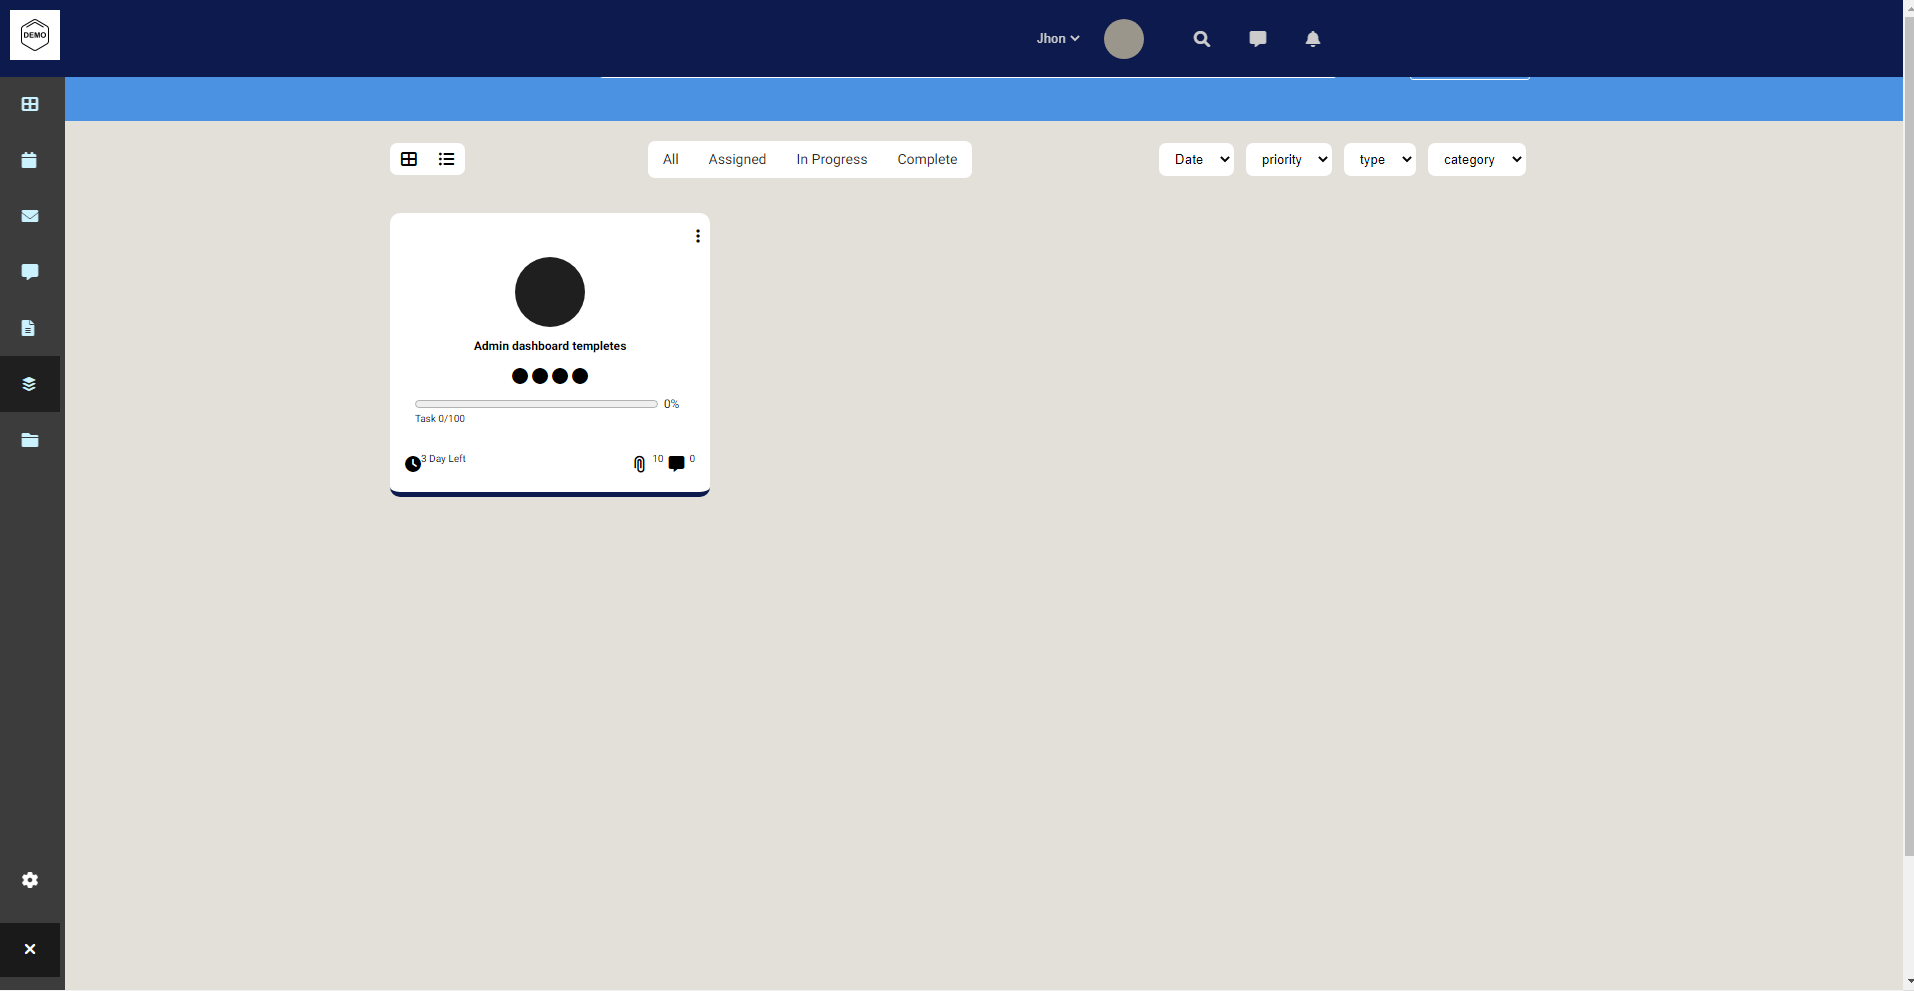 DEMO
Jhon
All Assigned In Progress Complete
Date priority type category
Admin dashboard templetes
0%
Task 0/100
3 Day Left 10 0